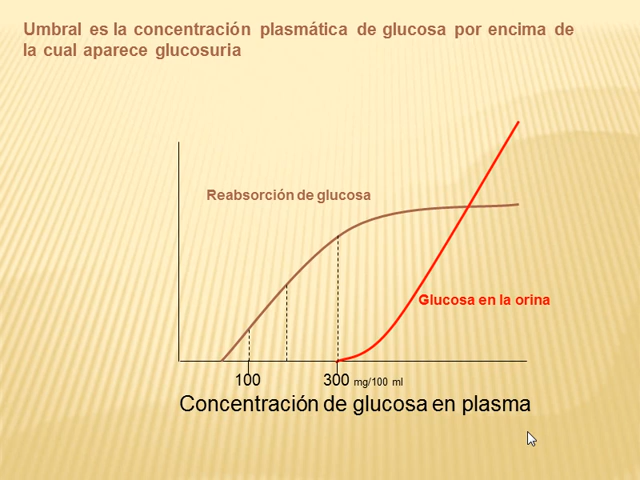 Umbral es la concentración plasmática de glucosa por encima de
la cual aparece glucosuria
Reabsorción de glucosa
Glucosa en la orina
100
300 mg/100 ml
Concentración de glucosa en plasma